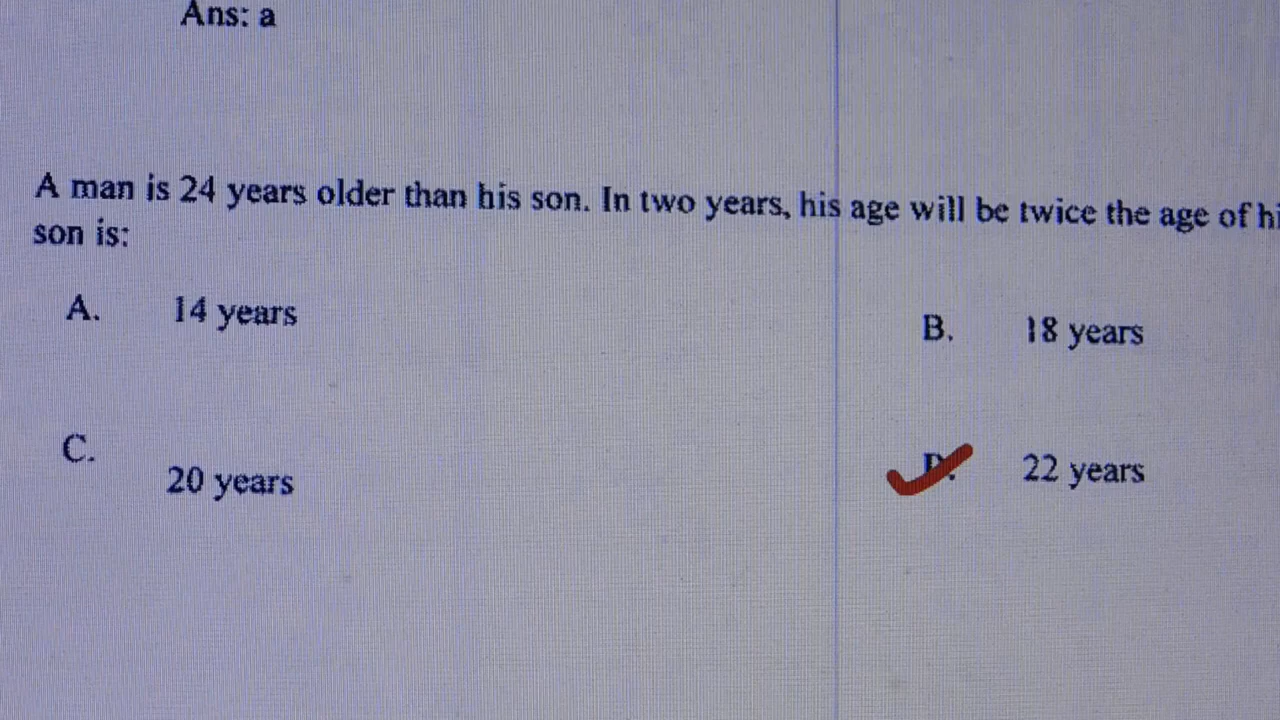 Ans: a
A man is 24 years older than his son. In two years, his age will be twice the age of
son is:
A. 14 years
B. 18 years
C. 20 years
D. 22 years